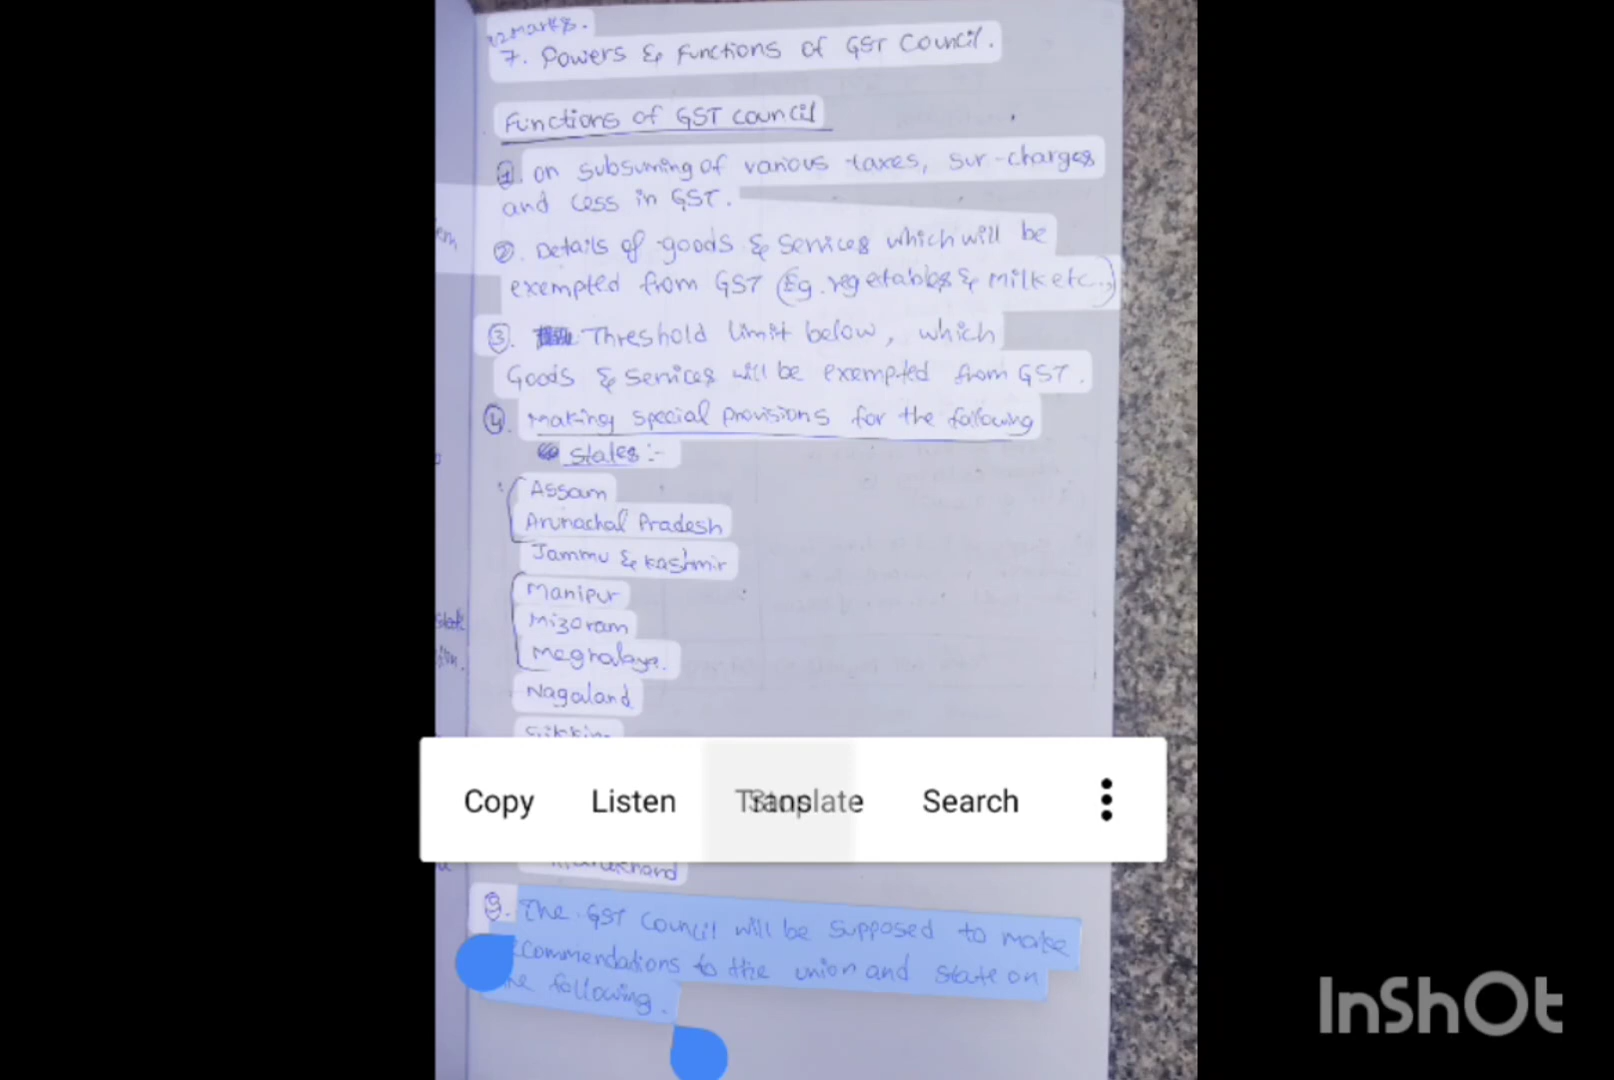 12marks.
7. Powers & functions of GST Council.
Functions of GST council
1. on subsuming of various taxes, sur-charges
and cess in GST.
2. Details of goods & services which will be
exempted from GST (Eg. vegetables & Milk etc..)
3. Threshold limit below, which
Goods & services will be exempted from GST.
4. Making special provisions for the following
States :-
Assam
Arunachal Pradesh
Jammu & kashmir
Manipur
Mizoram
Megralaya.
Nagaland
Sikkim
Copy Listen Translate Search
The GST Council will be supposed to make
commendations to the union and state on
he following.
InShOt